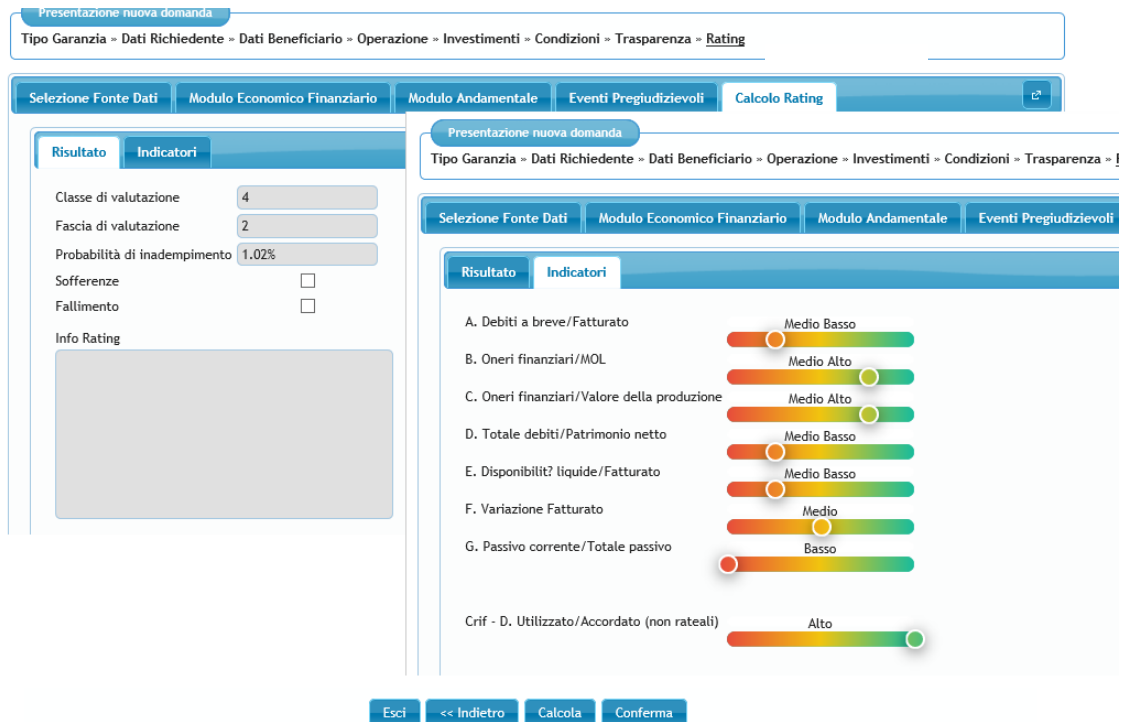 Presentazione nuova domanda
Tipo Garanzia » Dati Richiedente » Dati Beneficiario » Operazione » Investimenti » Condizioni » Trasparenza » Rating
Selezione Fonte Dati
Modulo Economico Finanziario
Modulo Andamentale
Eventi Pregiudizievoli
Calcolo Rating
Risultato
Indicatori
Classe di valutazione 4
Fascia di valutazione 2
Probabilità di inadempimento 1.02%
Sofferenze
Fallimento
Info Rating
Presentazione nuova domanda
Tipo Garanzia » Dati Richiedente » Dati Beneficiario » Operazione » Investimenti » Condizioni » Trasparenza »
Selezione Fonte Dati
Modulo Economico Finanziario
Modulo Andamentale
Eventi Pregiudizievoli
Risultato
Indicatori
A. Debiti a breve/Fatturato Medio Basso
B. Oneri finanziari/MOL Medio Alto
C. Oneri finanziari/Valore della produzione Medio Alto
D. Totale debiti/Patrimonio netto Medio Basso
E. Disponibilit? liquide/Fatturato Medio Basso
F. Variazione Fatturato Medio
G. Passivo corrente/Totale passivo Basso
Crif - D. Utilizzato/Accordato (non rateali) Alto
Esci
<< Indietro
Calcola
Conferma